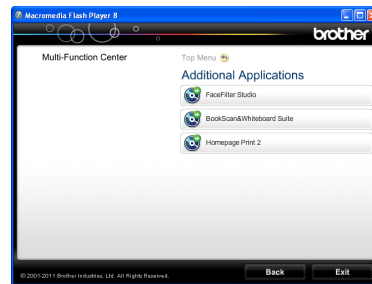 Macromedia Flash Player 8
brother
Multi-Function Center
Top Menu
Additional Applications
FaceFilter Studio
BookScan&Whiteboard Suite
Homepage Print 2
© 2001-2011 Brother Industries, Ltd. All Rights Reserved.
Back
Exit